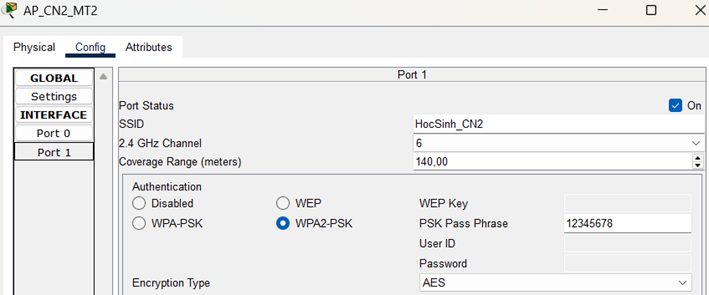 AP_CN2_MT2
Physical Config Attributes
GLOBAL
Settings
INTERFACE
Port 0
Port 1
Port 1
Port Status On
SSID HocSinh_CN2
2.4 GHz Channel 6
Coverage Range (meters) 140,00
Authentication
Disabled WEP WEP Key
WPA-PSK WPA2-PSK PSK Pass Phrase 12345678
User ID
Password
Encryption Type AES